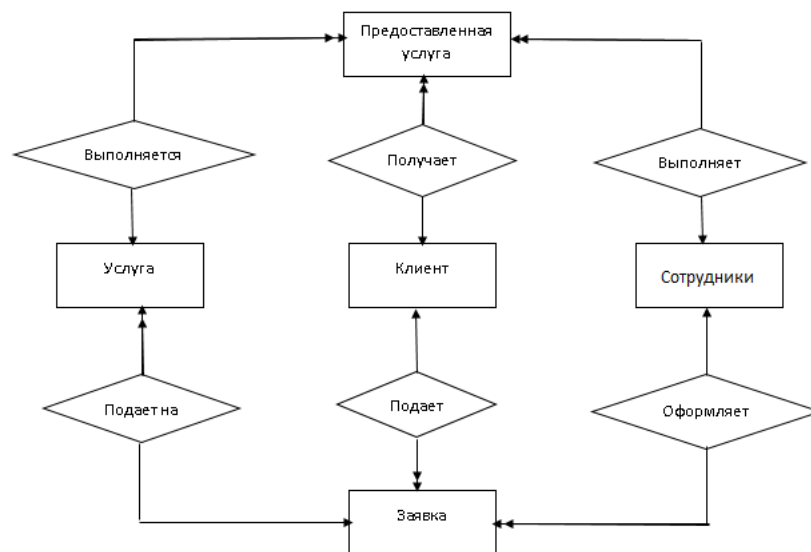 Предоставленная
услуга
Выполняется
Получает
Выполняет
Услуга
Клиент
Сотрудники
Подает на
Подает
Оформляет
Заявка